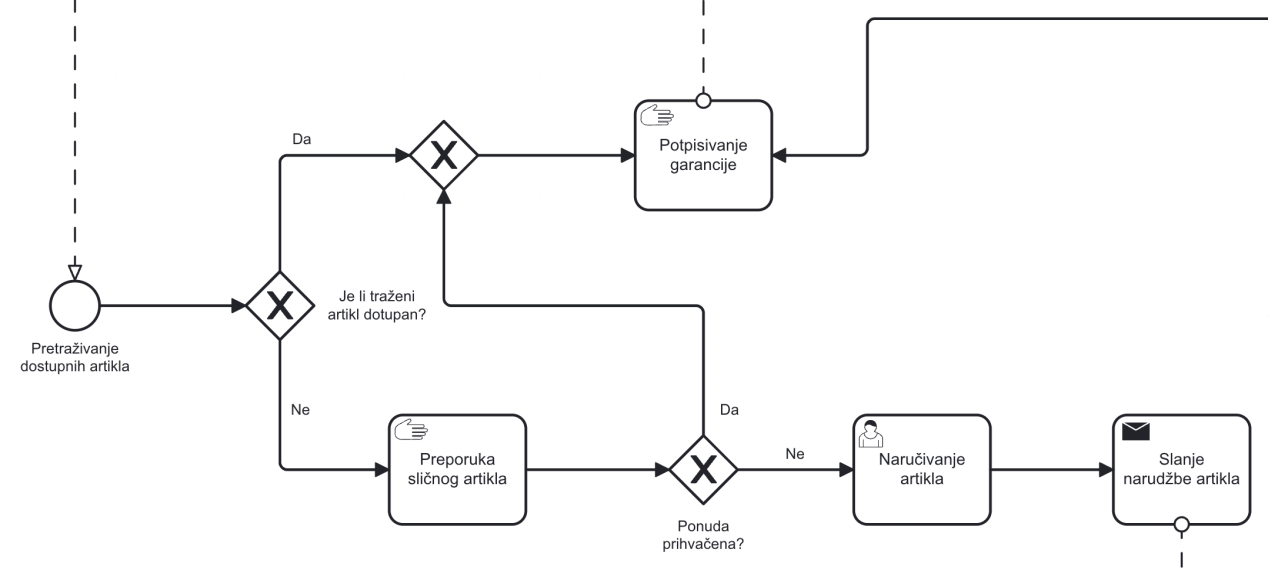 Da
Potpisivanje
garancije
Je li traženi
artikl dotupan?
Pretraživanje
dostupnih artikla
Ne
Preporuka
sličnog artikla
Da
Ne
Ponuda
prihvačena?
Naručivanje
artikla
Slanje
narudžbe artikla